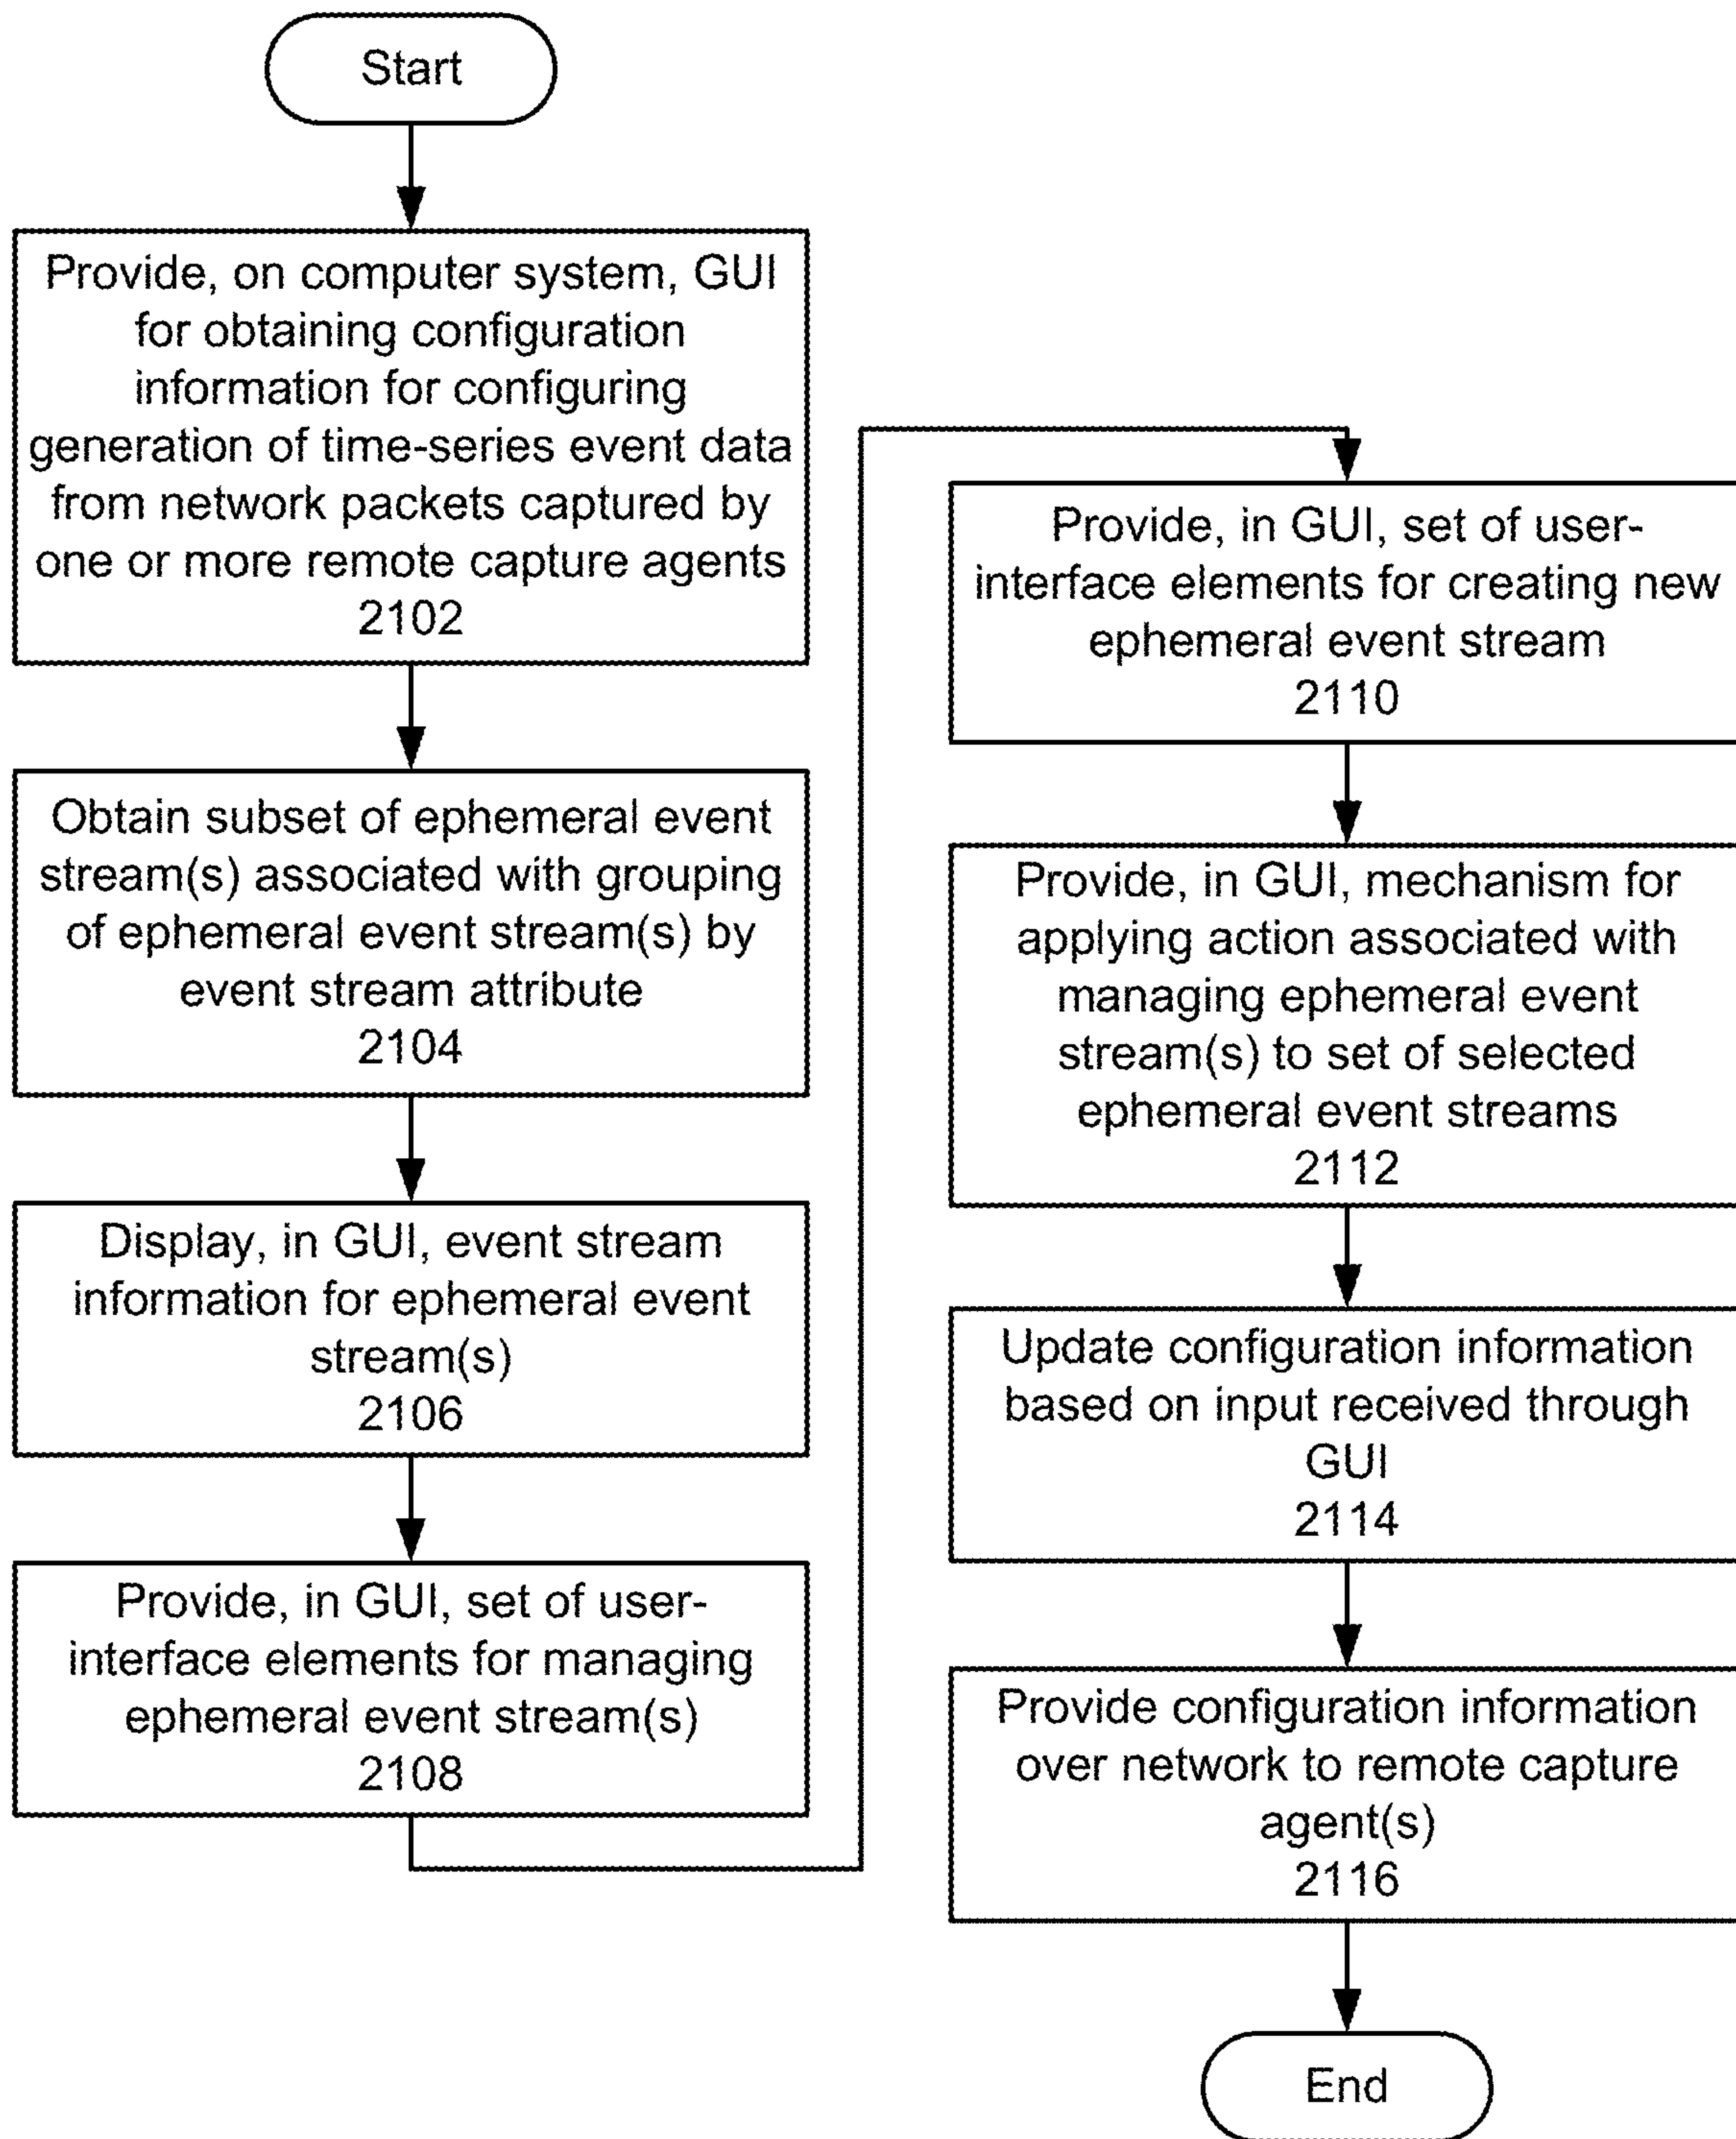 Start
Provide, on computer system, GUI
for obtaining configuration
information for configuring
generation of time-series event data
from network packets captured by
one or more remote capture agents
2102
Obtain subset of ephemeral event
stream(s) associated with grouping
of ephemeral event stream(s) by
event stream attribute
2104
Display, in GUI, event stream
information for ephemeral event
stream(s)
2106
Provide, in GUI, set of user-
interface elements for managing
ephemeral event stream(s)
2108
Provide, in GUI, set of user-
interface elements for creating new
ephemeral event stream
2110
Provide, in GUI, mechanism for
applying action associated with
managing ephemeral event
stream(s) to set of selected
ephemeral event streams
2112
Update configuration information
based on input received through
GUI
2114
Provide configuration information
over network to remote capture
agent(s)
2116
End